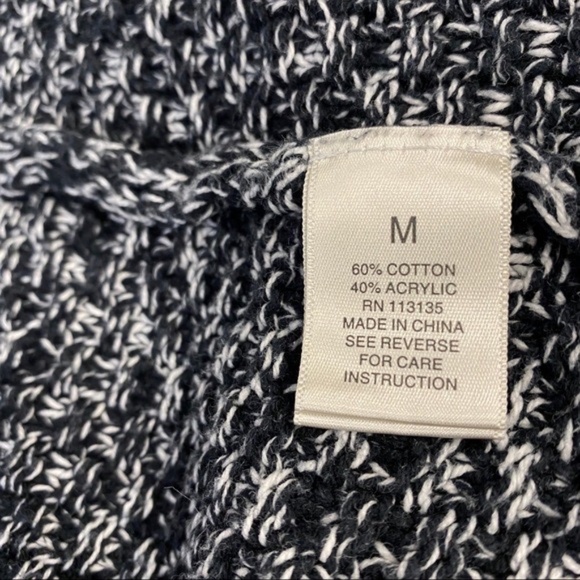 M
60% COTTON
40% ACRYLIC
RN 113135
MADE IN CHINA
SEE REVERSE
FOR CARE
INSTRUCTION